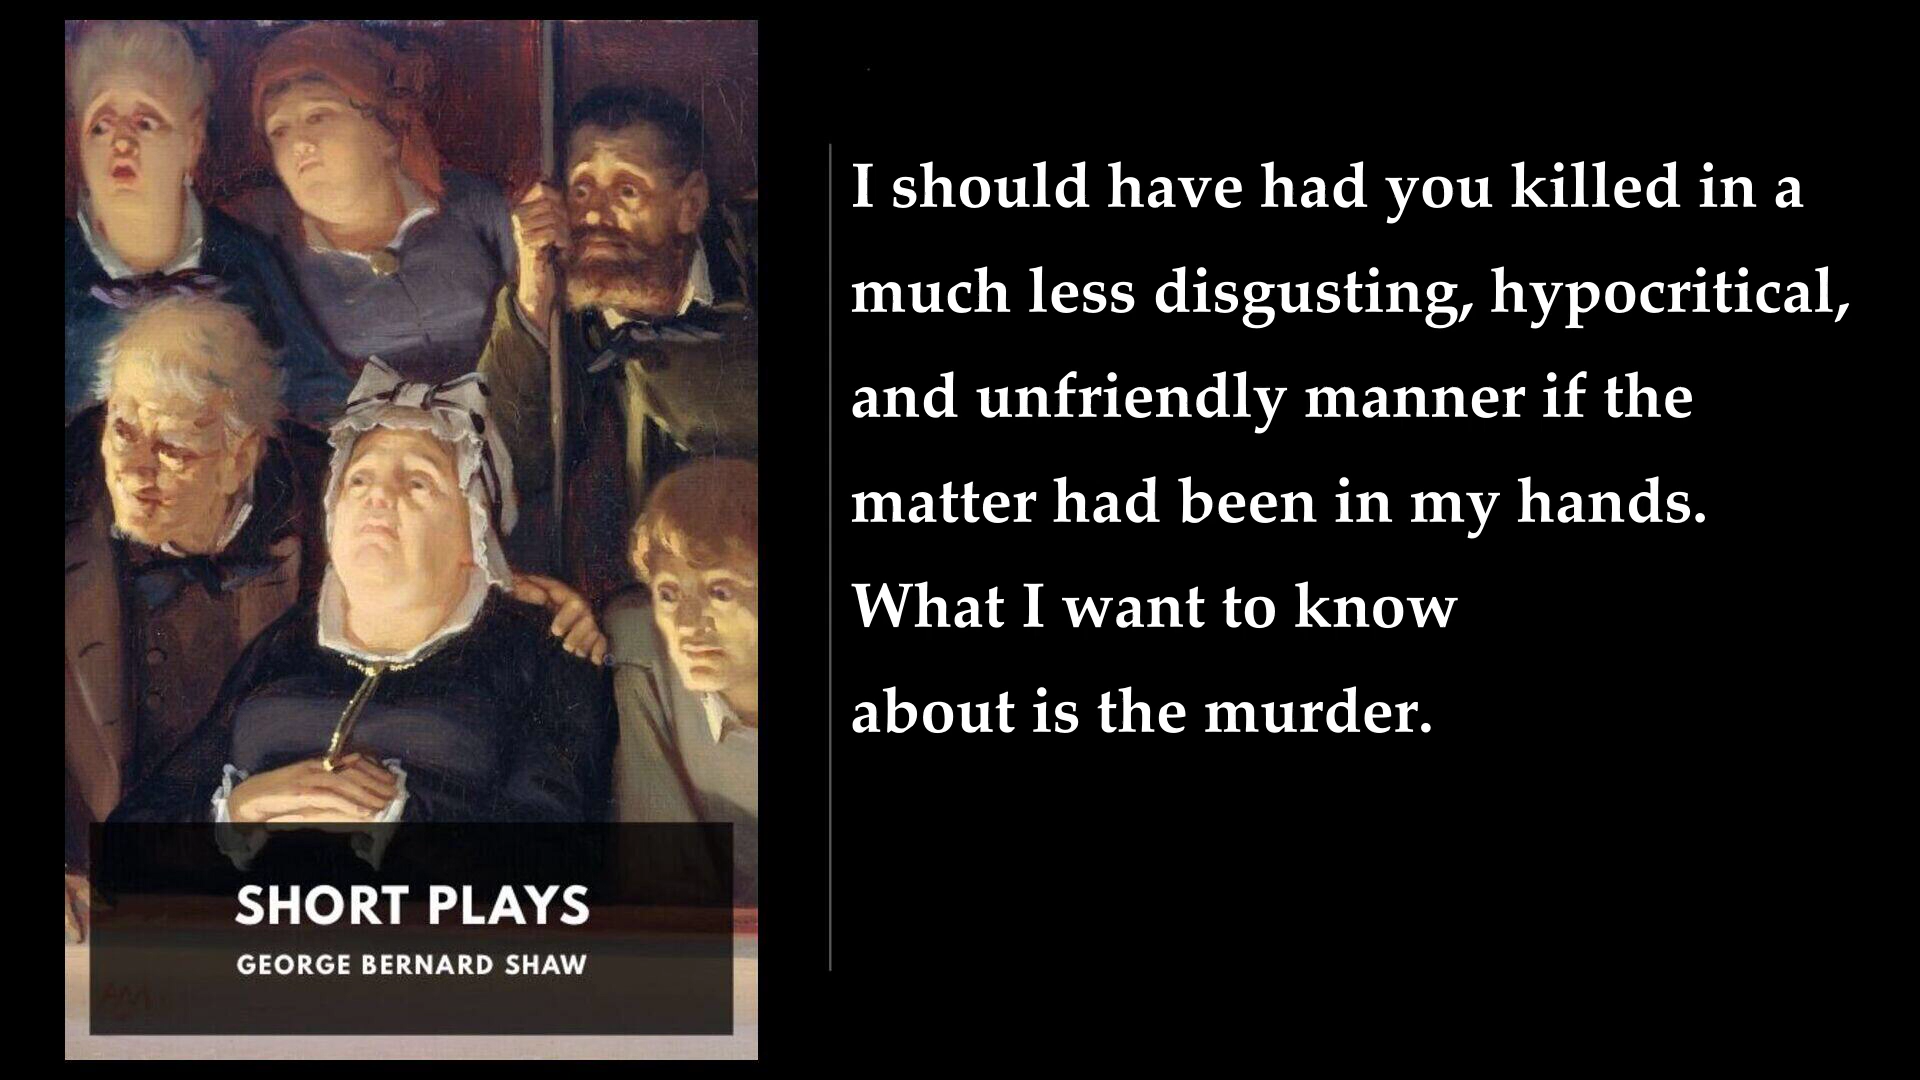 I should have had you killed in a
much less disgusting, hypocritical,
and unfriendly manner if the
matter had been in my hands.
What I want to know
about is the murder.
SHORT PLAYS
GEORGE BERNARD SHAW